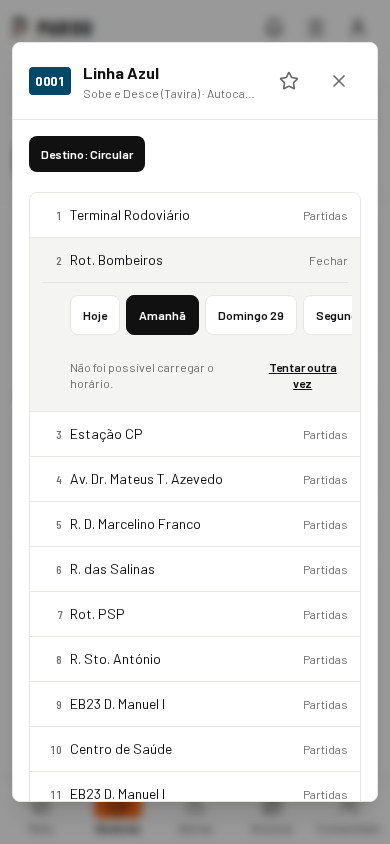 0001
Linha Azul
Sobe e Desce (Tavira) · Autoca...
Destino: Circular
1 Terminal Rodoviário Partidas
2 Rot. Bombeiros Fechar
Hoje Amanhã Domingo 29 Segun
Não foi possível carregar o horário.
Tentar outra vez
3 Estação CP Partidas
4 Av. Dr. Mateus T. Azevedo Partidas
5 R. D. Marcelino Franco Partidas
6 R. das Salinas Partidas
7 Rot. PSP Partidas
8 R. Sto. António Partidas
9 EB23 D. Manuel I Partidas
10 Centro de Saúde Partidas
11 EB23 D. Manuel I Partidas